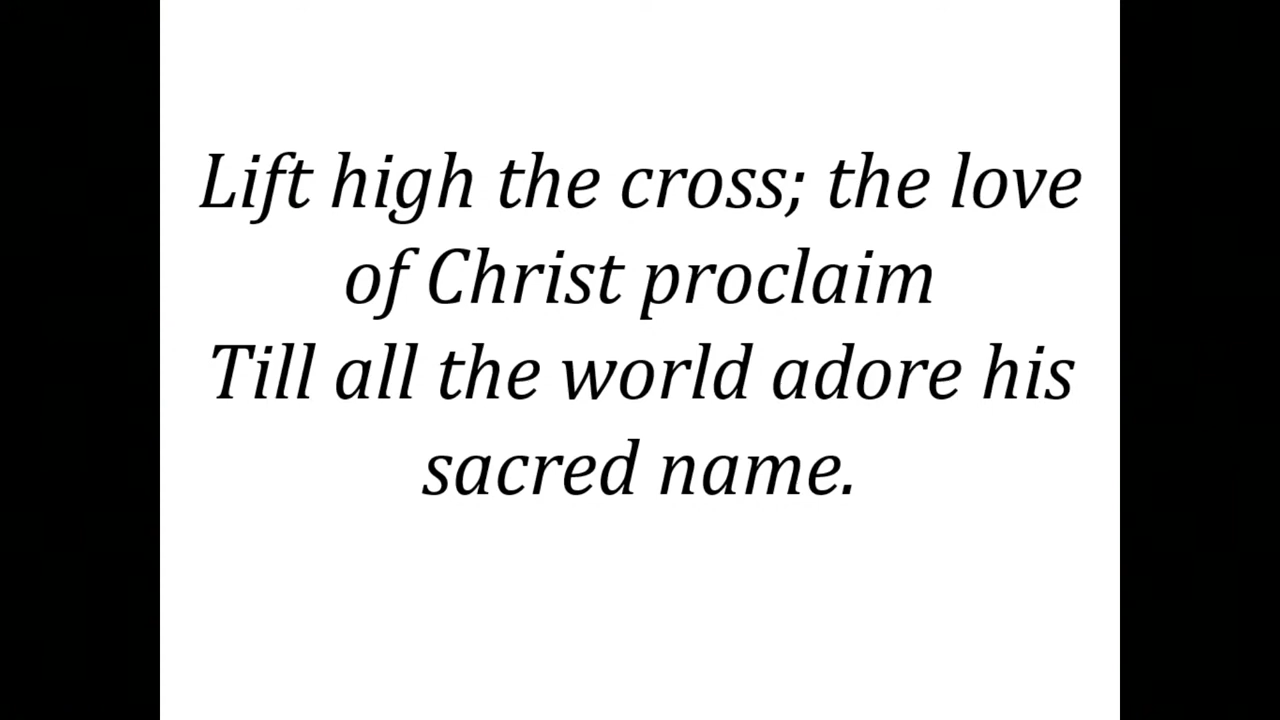 Lift high the cross; the love
of Christ proclaim
Till all the world adore his
sacred name.